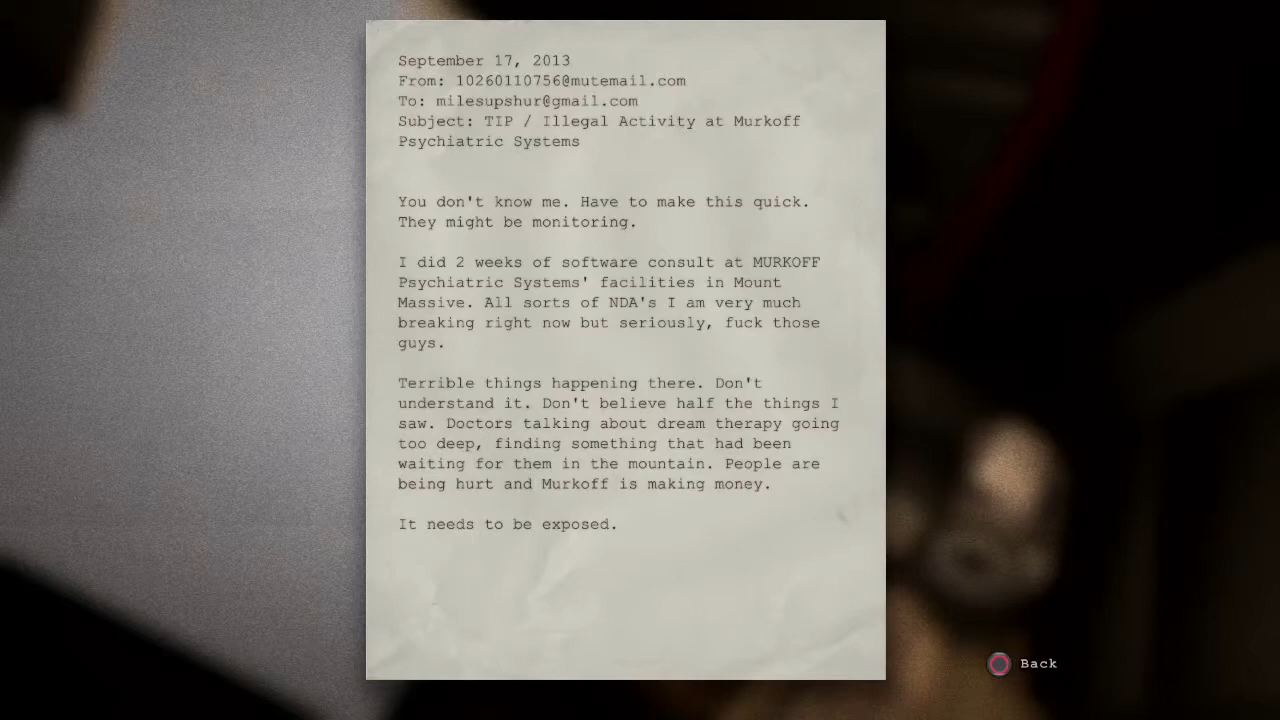 September 17, 2013
From: 10260110756@mutemail.com
To: milesupshur@gmail.com
Subject: TIP / Illegal Activity at Murkoff
Psychiatric Systems
You don't know me. Have to make this quick.
They might be monitoring.
I did 2 weeks of software consult at MURKOFF
Psychiatric Systems' facilities in Mount
Massive. All sorts of NDA's I am very much
breaking right now but seriously, fuck those
guys.
Terrible things happening there. Don't
understand it. Don't believe half the things I
saw. Doctors talking about dream therapy going
too deep, finding something that had been
waiting for them in the mountain. People are
being hurt and Murkoff is making money.
It needs to be exposed.
Back